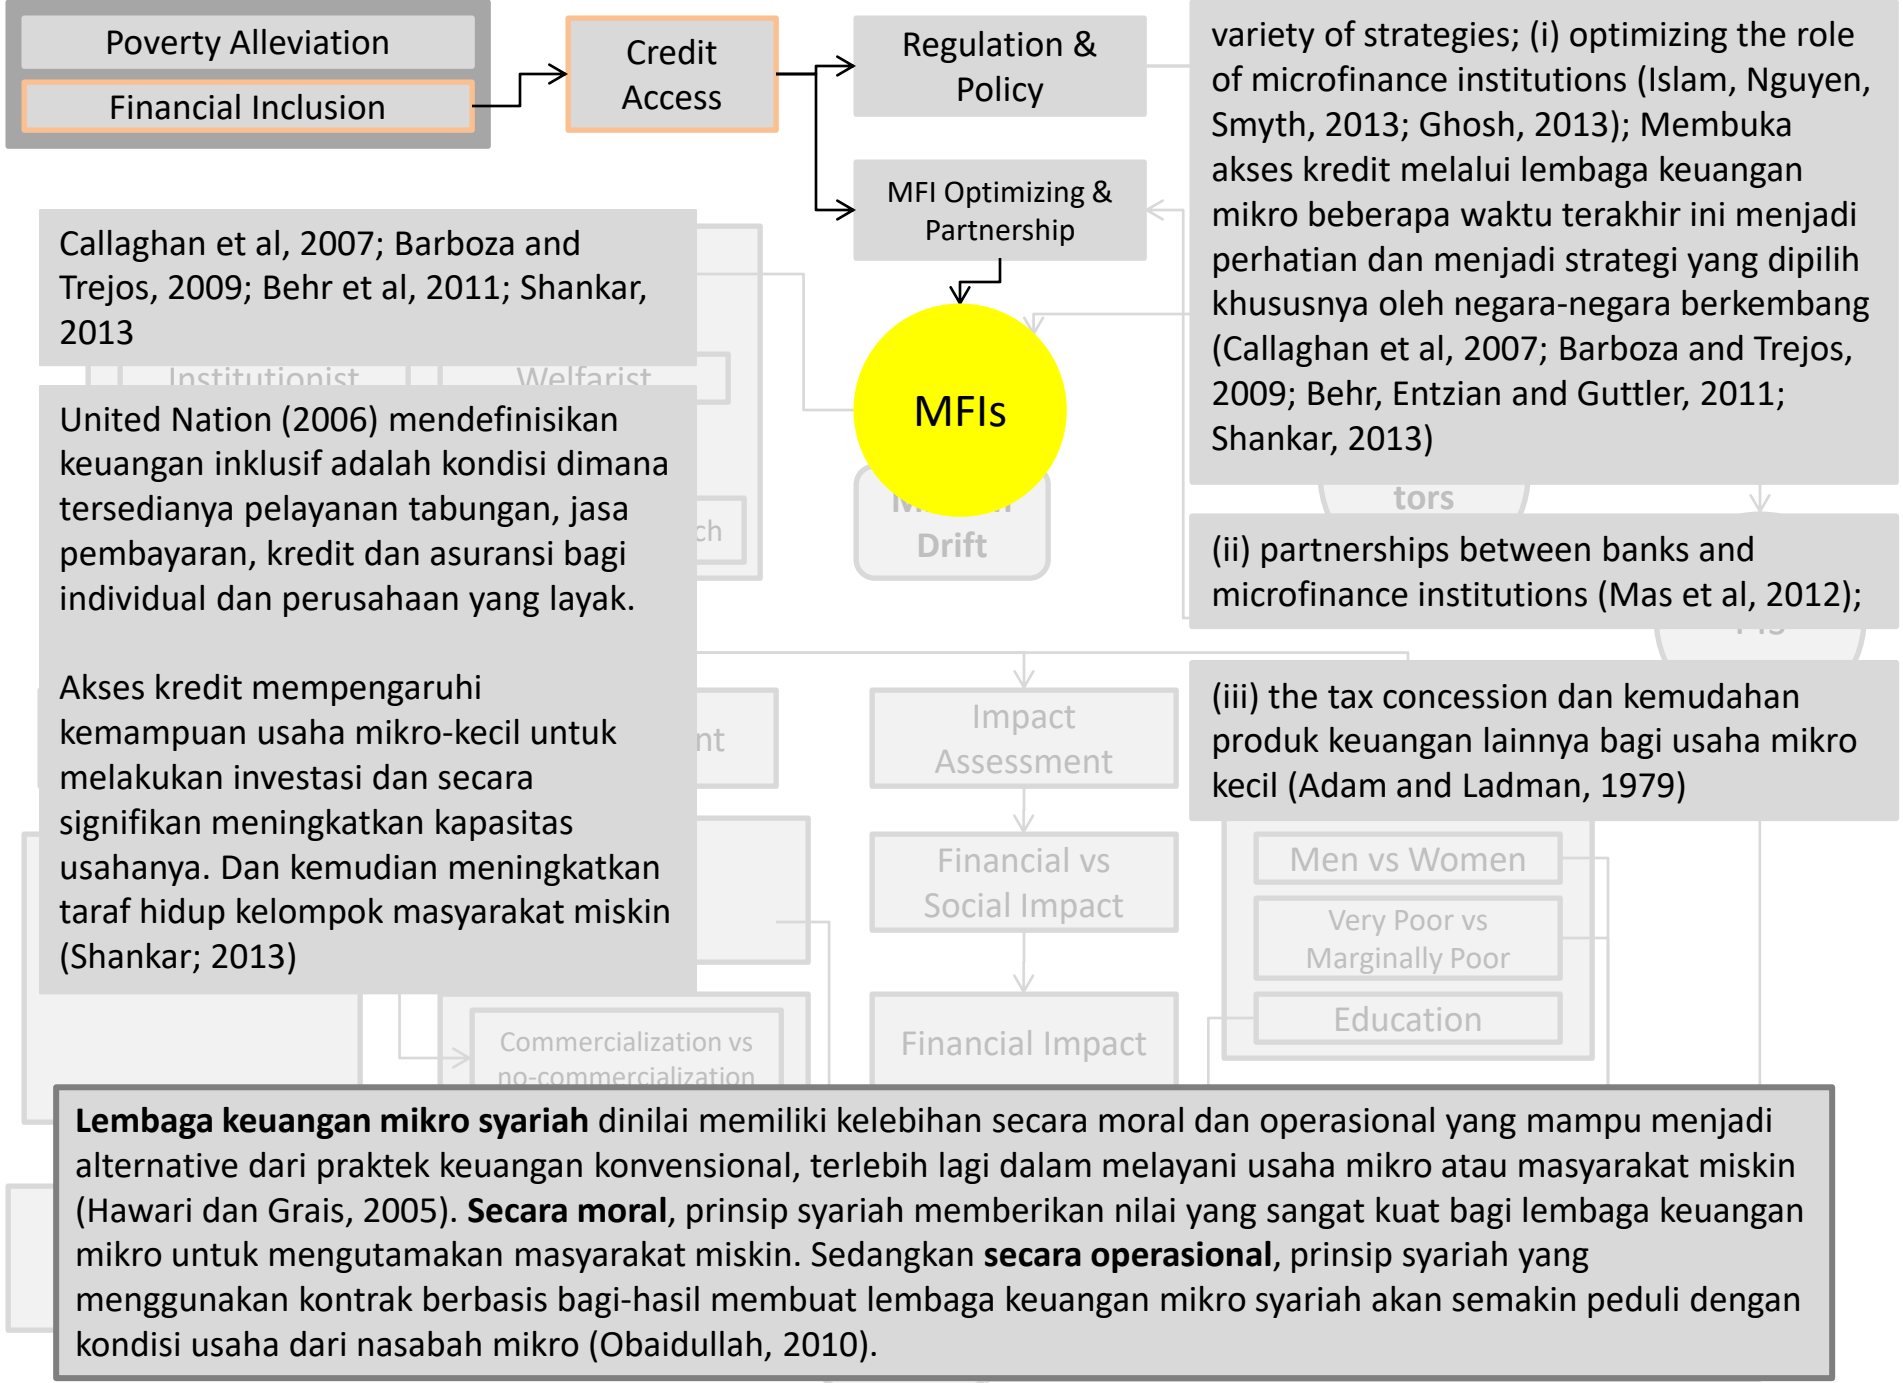 Poverty Alleviation
Financial Inclusion
Credit
Access
Regulation &
Policy
MFI Optimizing &
Partnership
MFIs
variety of strategies; (i) optimizing the role
of microfinance institutions (Islam, Nguyen,
Smyth, 2013; Ghosh, 2013); Membuka
akses kredit melalui lembaga keuangan
mikro beberapa waktu terakhir ini menjadi
perhatian dan menjadi strategi yang dipilih
khususnya oleh negara-negara berkembang
(Callaghan et al, 2007; Barboza and Trejos,
2009; Behr, Entzian and Guttler, 2011;
Shankar, 2013)
Callaghan et al, 2007; Barboza and
Trejos, 2009; Behr et al, 2011; Shankar,
2013
Institutionist
Welfarist
United Nation (2006) mendefinisikan
keuangan inklusif adalah kondisi dimana
tersedianya pelayanan tabungan, jasa
pembayaran, kredit dan asuransi bagi
individual dan perusahaan yang layak.
Akses kredit mempengaruhi
kemampuan usaha mikro-kecil untuk
melakukan investasi dan secara
signifikan meningkatkan kapasitas
usahanya. Dan kemudian meningkatkan
taraf hidup kelompok masyarakat miskin
(Shankar; 2013)
ch
Drift
tors
(ii) partnerships between banks and
microfinance institutions (Mas et al, 2012);
(iii) the tax concession dan kemudahan
produk keuangan lainnya bagi usaha mikro
kecil (Adam and Ladman, 1979)
nt
Impact
Assessment
Financial vs
Social Impact
Financial Impact
Men vs Women
Very Poor vs
Marginally Poor
Education
Commercialization vs
no-commercialization
Lembaga keuangan mikro syariah dinilai memiliki kelebihan secara moral dan operasional yang mampu menjadi
alternative dari praktek keuangan konvensional, terlebih lagi dalam melayani usaha mikro atau masyarakat miskin
(Hawari dan Grais, 2005). Secara moral, prinsip syariah memberikan nilai yang sangat kuat bagi lembaga keuangan
mikro untuk mengutamakan masyarakat miskin. Sedangkan secara operasional, prinsip syariah yang
menggunakan kontrak berbasis bagi-hasil membuat lembaga keuangan mikro syariah akan semakin peduli dengan
kondisi usaha dari nasabah mikro (Obaidullah, 2010).